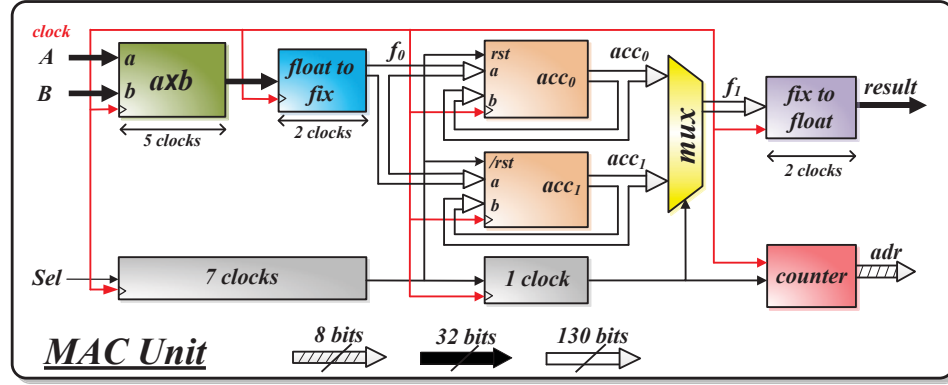 clock
A
B
a
b
axb
5 clocks
float to
fix
2 clocks
f0
rst
a
b
acc0
acc0
/rst
a
b
acc1
acc1
mux
f1
fix to
float
result
2 clocks
Sel
7 clocks
1 clock
counter
adr
MAC Unit
8 bits
32 bits
130 bits